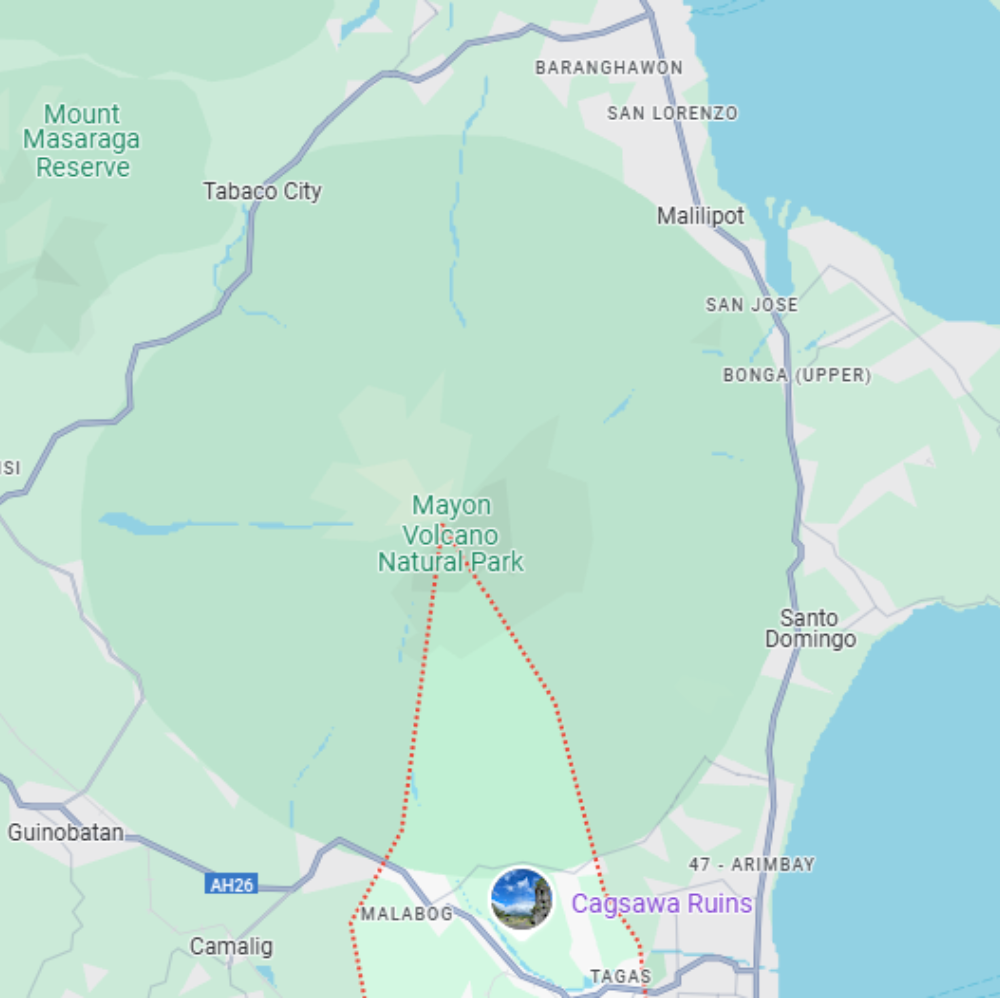 BARANGHAWON
Mount
Masaraga
Reserve
SAN LORENZO
Tabaco City
Malilipot
SAN JOSE
BONGA (UPPER)
ISI
Mayon
Volcano
Natural Park
Santo
Domingo
Guinobatan
47 - ARIMBAY
AH26
Cagsawa Ruins
MALABOG
Camalig
TAGAS